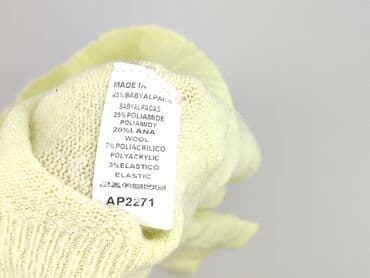 MADE IN
45%BABYALPACA
BABYALPACAS
25%POLIAMIDE
POLIAMIDY
20%LANA
WOOL
7%POLIACRILICO
POLYACRYLIC
3%ELASTICO
ELASTIC
AP2271